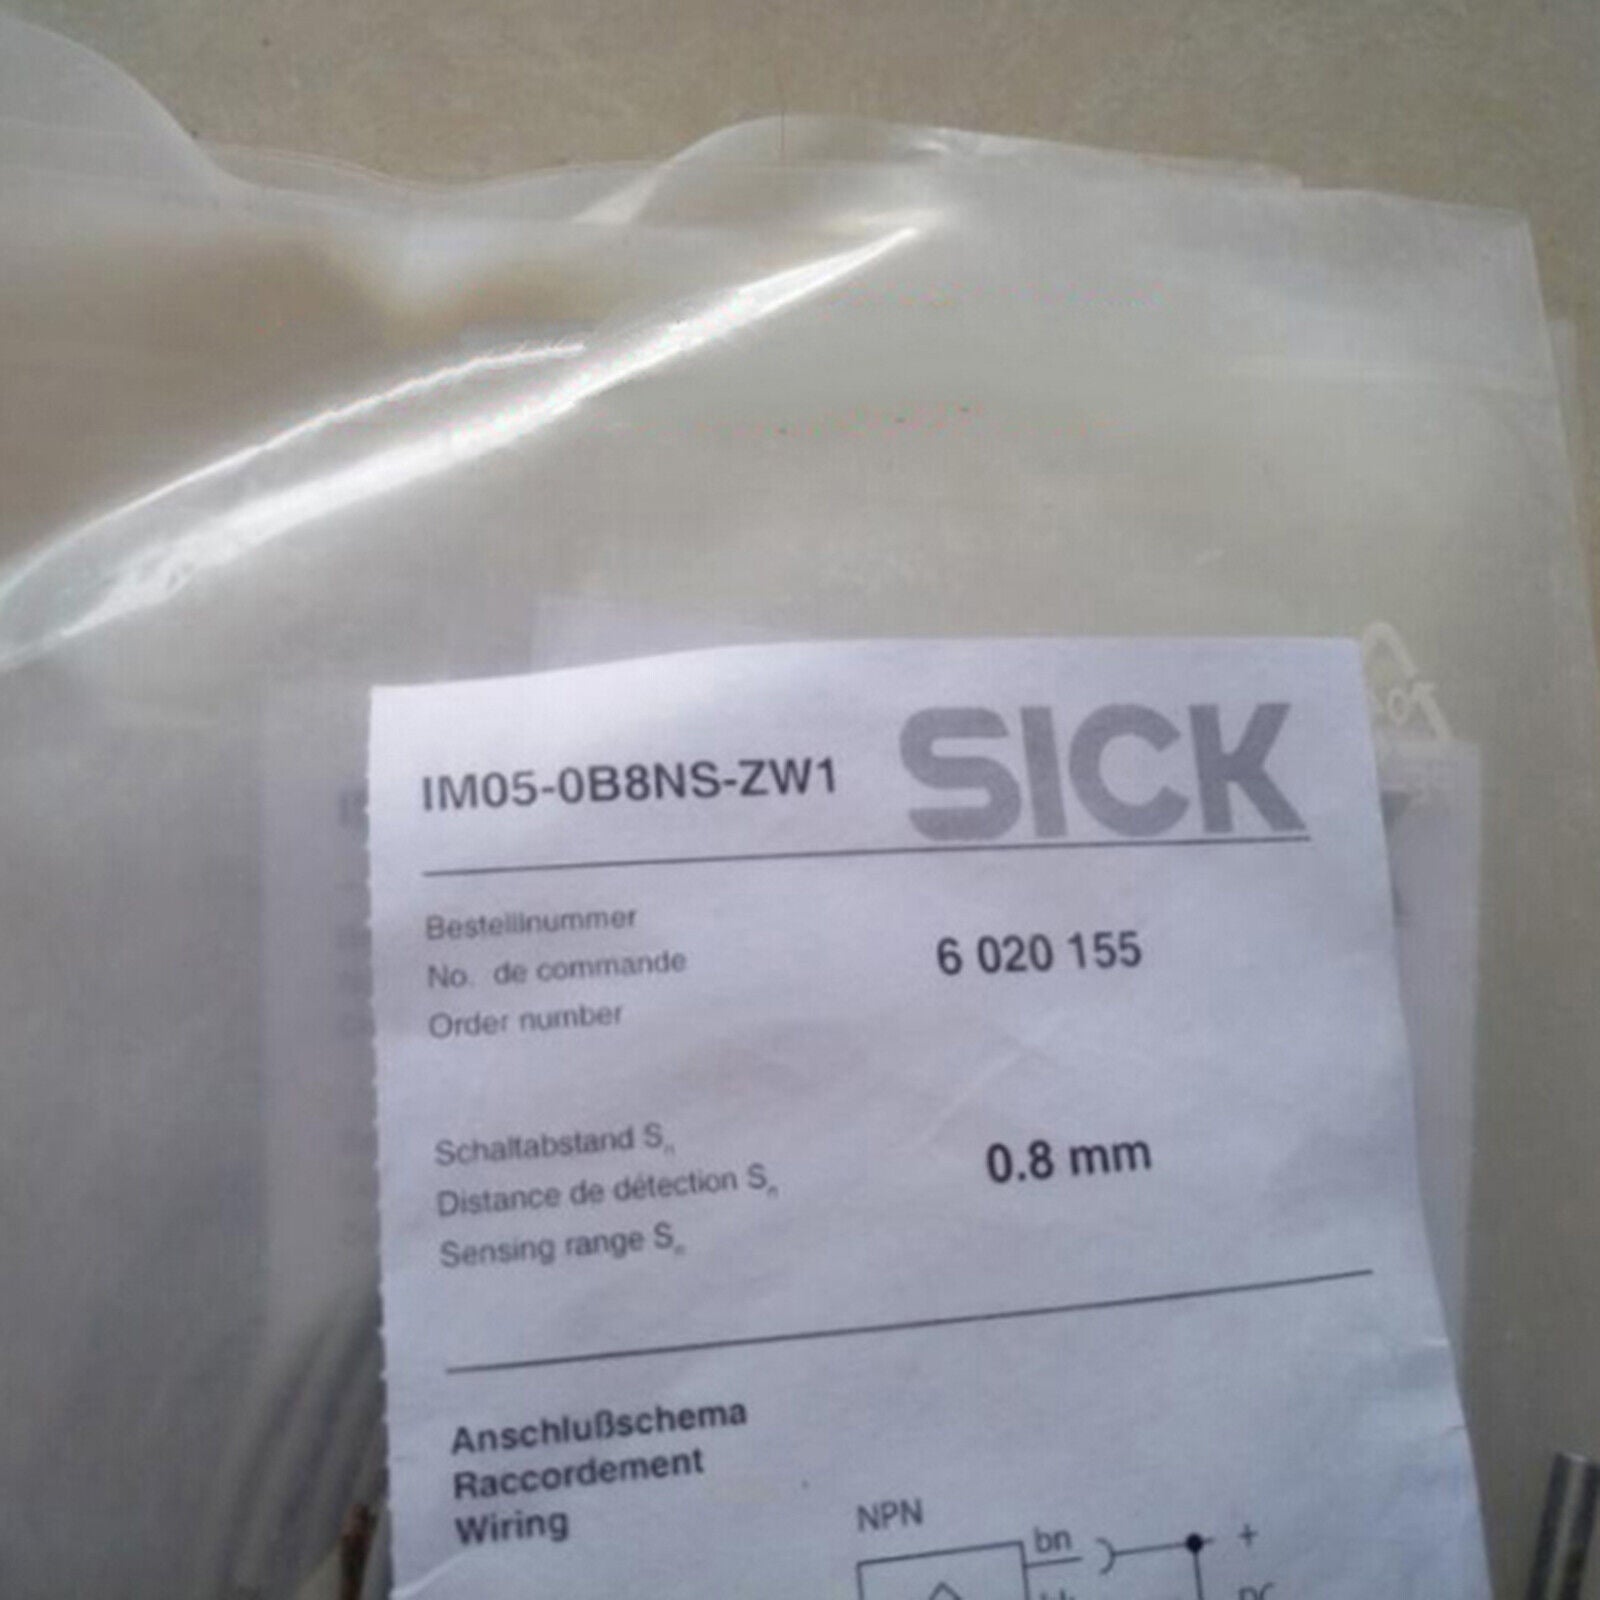 IM05-0B8NS-ZW1 SICK
Bestellnummer
No. de commande
Order number
6 020 155
Schaltabstand Sn
Distance de détection Sn
Sensing range Sn
0.8 mm
Anschlußschema
Raccordement
Wiring
NPN
bn
+